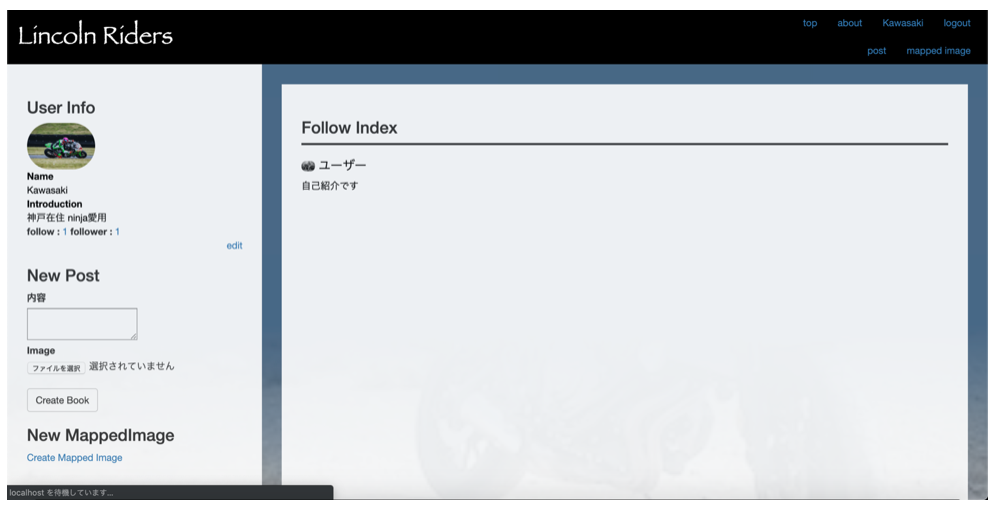 Lincoln Riders
top about Kawasaki logout
post mapped image
User Info
Name
Kawasaki
Introduction
神戸在住 ninja愛用
follow : 1 follower : 1
edit
New Post
内容
Image
ファイルを選択 選択されていません
Create Book
New MappedImage
Create Mapped Image
Follow Index
ユーザー
自己紹介です
localhost を待機しています...